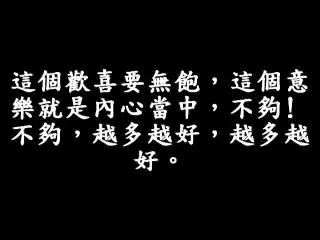 這個歡喜要無飽，這個意
樂就是內心當中，不夠!
不夠，越多越好，越多越
好。